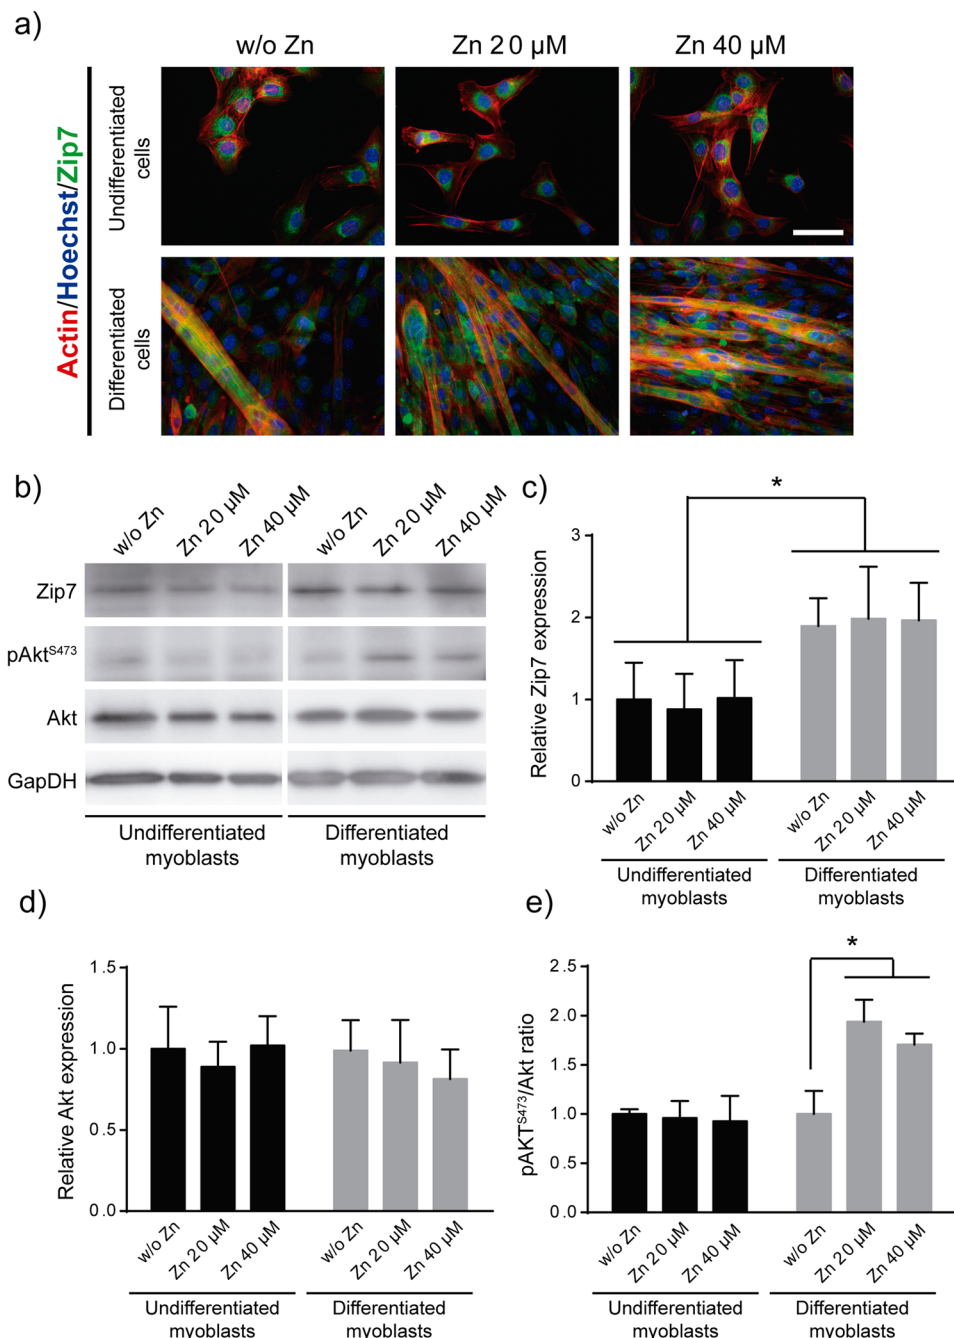 a)
w/o Zn
Zn 20 µM
Zn 40 µM
Actin/Hoechst/Zip7
Undifferentiated
cells
Differentiated
cells
b)
w/o Zn
Zn 20 µM
Zn 40 µM
w/o Zn
Zn 20 µM
Zn 40 µM
Zip7
pAktS473
Akt
GapDH
Undifferentiated
myoblasts
Differentiated
myoblasts
c)
*
Relative Zip7 expression
3
2
1
0
w/o Zn
Zn 20 µM
Zn 40 µM
w/o Zn
Zn 20 µM
Zn 40 µM
Undifferentiated
myoblasts
Differentiated
myoblasts
d)
Relative Akt expression
1.5
1.0
0.5
0.0
w/o Zn
Zn 20 µM
Zn 40 µM
w/o Zn
Zn 20 µM
Zn 40 µM
Undifferentiated
myoblasts
Differentiated
myoblasts
e)
*
pAKTS473/Akt ratio
2.5
2.0
1.5
1.0
0.5
0.0
w/o Zn
Zn 20 µM
Zn 40 µM
w/o Zn
Zn 20 µM
Zn 40 µM
Undifferentiated
myoblasts
Differentiated
myoblasts